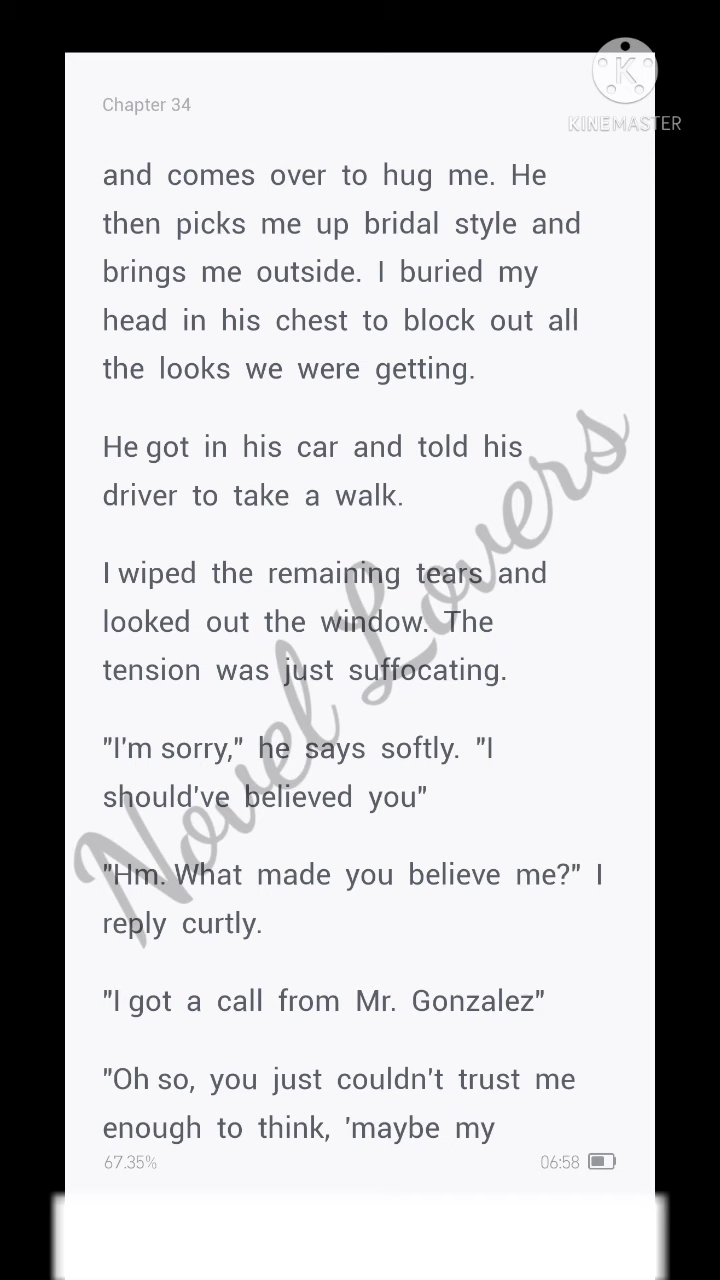 Chapter 34
K
KINEMASTER
and comes over to hug me. He
then picks me up bridal style and
brings me outside. I buried my
head in his chest to block out all
the looks we were getting.
He got in his car and told his
driver to take a walk.
I wiped the remaining tears and
looked out the window. The
tension was just suffocating.
"I'm sorry," he says softly. "I
should've believed you"
"Hm. What made you believe me?" I
reply curtly.
"I got a call from Mr. Gonzalez"
"Oh so, you just couldn't trust me
enough to think, 'maybe my
67.35%
06:58
Novel Lovers